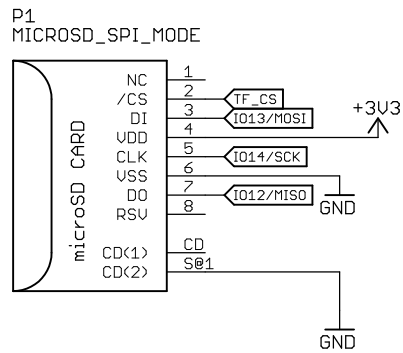 P1
MICROSD_SPI_MODE
NC 1
/CS 2 TF_CS
DI 3 IO13/MOSI
+3V3
VDD 4
CLK 5 IO14/SCK
VSS 6
DO 7 IO12/MISO
GND
RSV 8
microSD CARD
CD(1) CD
CD(2) S@1
GND